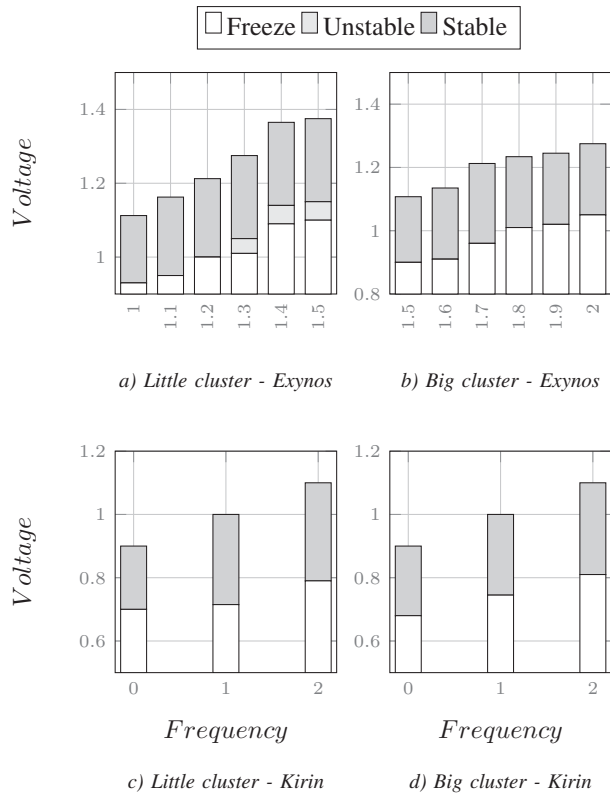 Freeze Unstable Stable
Voltage
1.4
1.2
1
1
1.1
1.2
1.3
1.4
1.5
a) Little cluster - Exynos
1.4
1.2
1
0.8
1.5
1.6
1.7
1.8
1.9
2
b) Big cluster - Exynos
Voltage
1.2
1
0.8
0.6
0 1 2
Frequency
c) Little cluster - Kirin
1.2
1
0.8
0.6
0 1 2
Frequency
d) Big cluster - Kirin